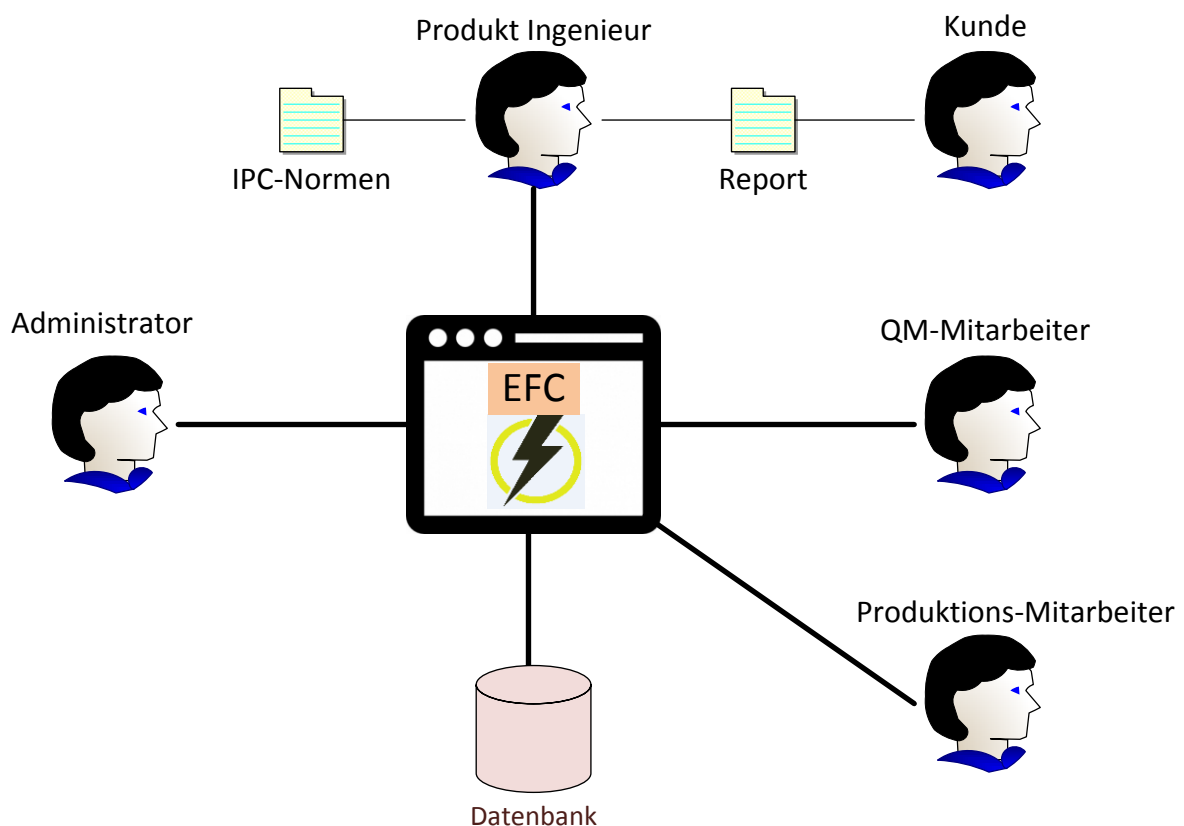 Produkt Ingenieur
Kunde
IPC-Normen
Report
Administrator
EFC
QM-Mitarbeiter
Produktions-Mitarbeiter
Datenbank